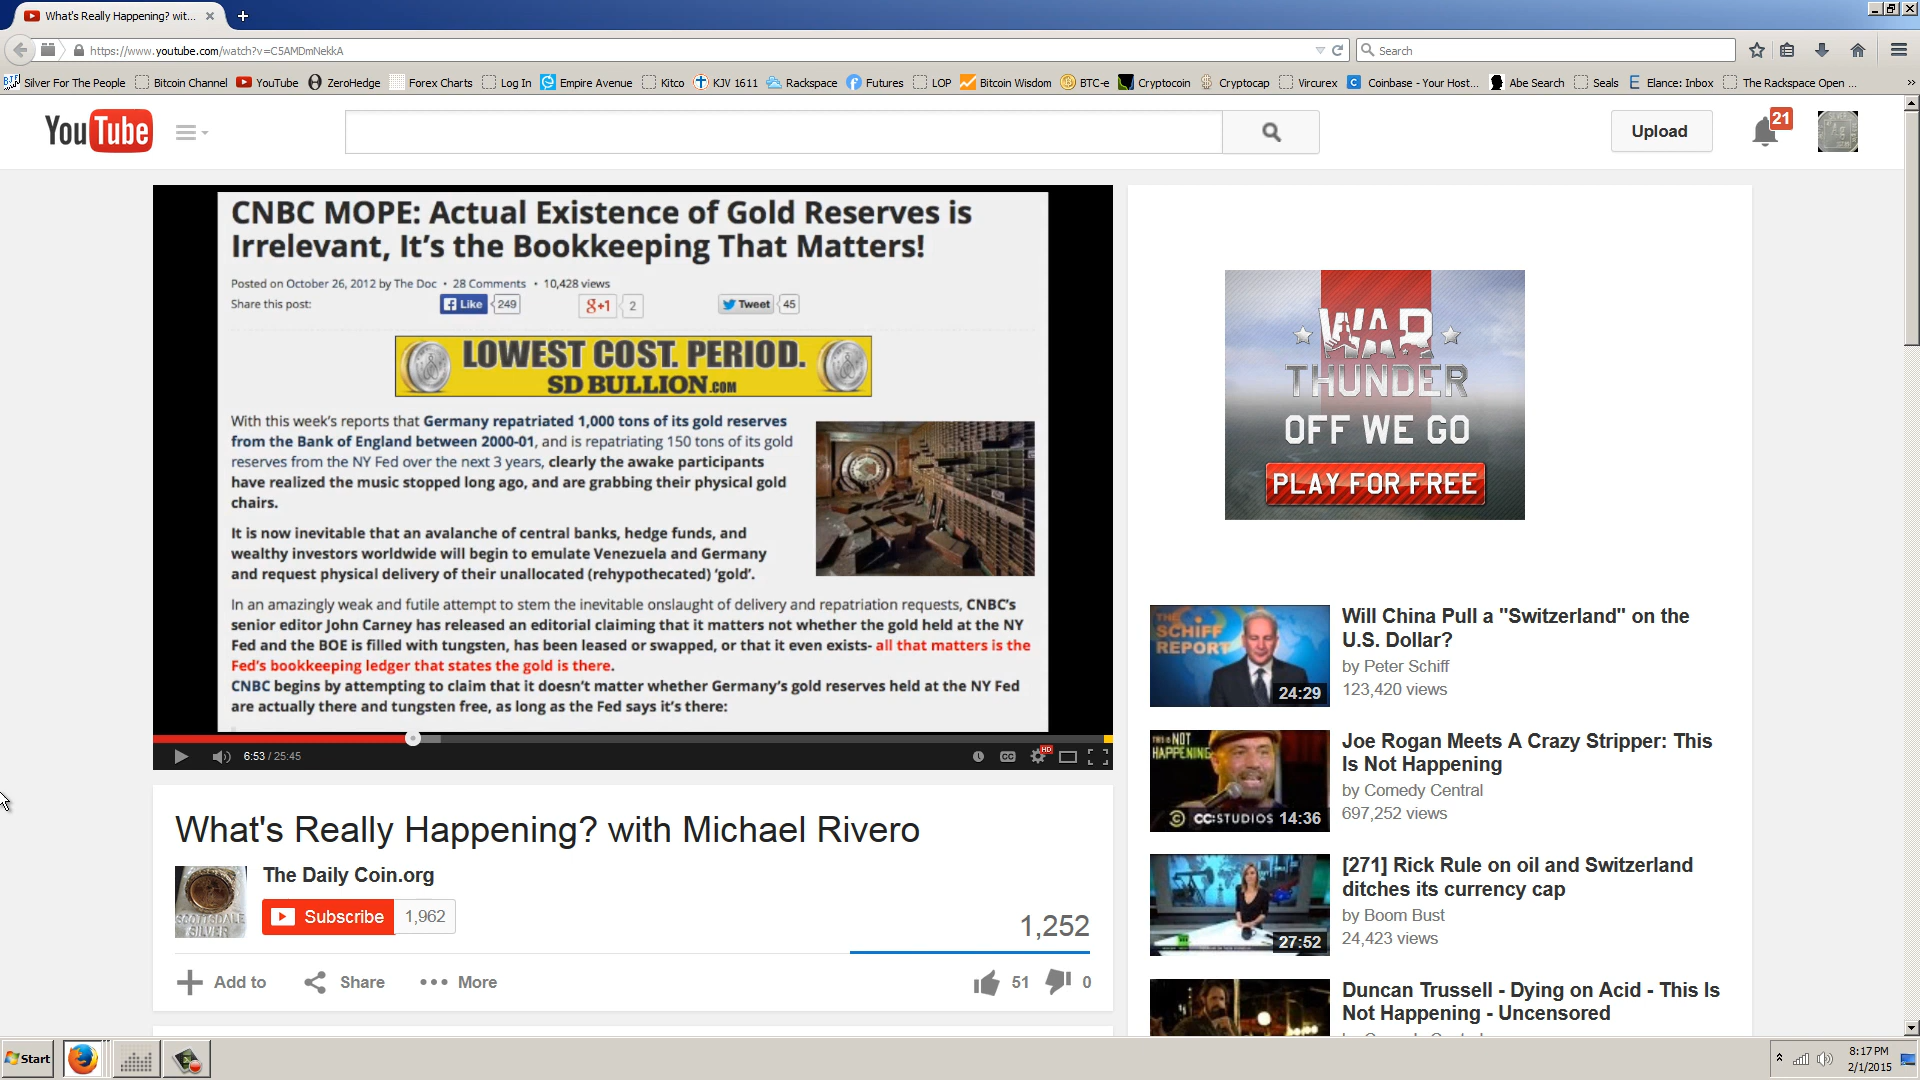 What's Really Happening? wit...
https://www.youtube.com/watch?v=C5AMDmNekkA
Search
Silver For The People
Bitcoin Channel
YouTube
ZeroHedge
Forex Charts
Log In
Empire Avenue
Kitco
KJV 1611
Rackspace
Futures
LOP
Bitcoin Wisdom
BTC-e
Cryptocoin
Cryptocap
Vircurex
Coinbase - Your Host...
Abe Search
Seals
Elance: Inbox
The Rackspace Open ...
YouTube
Upload
21
CNBC MOPE: Actual Existence of Gold Reserves is
Irrelevant, It's the Bookkeeping That Matters!
Posted on October 26, 2012 by The Doc • 28 Comments • 10,428 views
Share this post:
Like 249
g+1 2
Tweet 45
LOWEST COST. PERIOD.
SD BULLION.COM
With this week's reports that Germany repatriated 1,000 tons of its gold reserves
from the Bank of England between 2000-01, and is repatriating 150 tons of its gold
reserves from the NY Fed over the next 3 years, clearly the awake participants
have realized the music stopped long ago, and are grabbing their physical gold
chairs.
It is now inevitable that an avalanche of central banks, hedge funds, and
wealthy investors worldwide will begin to emulate Venezuela and Germany
and request physical delivery of their unallocated (rehypothecated) 'gold'.
In an amazingly weak and futile attempt to stem the inevitable onslaught of delivery and repatriation requests, CNBC's
senior editor John Carney has released an editorial claiming that it matters not whether the gold held at the NY
Fed and the BOE is filled with tungsten, has been leased or swapped, or that it even exists- all that matters is the
Fed's bookkeeping ledger that states the gold is there.
CNBC begins by attempting to claim that it doesn't matter whether Germany's gold reserves held at the NY Fed
are actually there and tungsten free, as long as the Fed says it's there:
6:53 / 25:45
CC
HD
What's Really Happening? with Michael Rivero
SCOTTSDALE
SILVER
The Daily Coin.org
Subscribe 1,962
1,252
Add to
Share
More
51
0
WAR
THUNDER
OFF WE GO
PLAY FOR FREE
THE
SCHIFF
REPORT
24:29
Will China Pull a "Switzerland" on the
U.S. Dollar?
by Peter Schiff
123,420 views
THIS IS NOT
HAPPENING
CC:STUDIOS 14:36
Joe Rogan Meets A Crazy Stripper: This
Is Not Happening
by Comedy Central
697,252 views
27:52
[271] Rick Rule on oil and Switzerland
ditches its currency cap
by Boom Bust
24,423 views
Duncan Trussell - Dying on Acid - This Is
Not Happening - Uncensored
Start
8:17 PM
2/1/2015